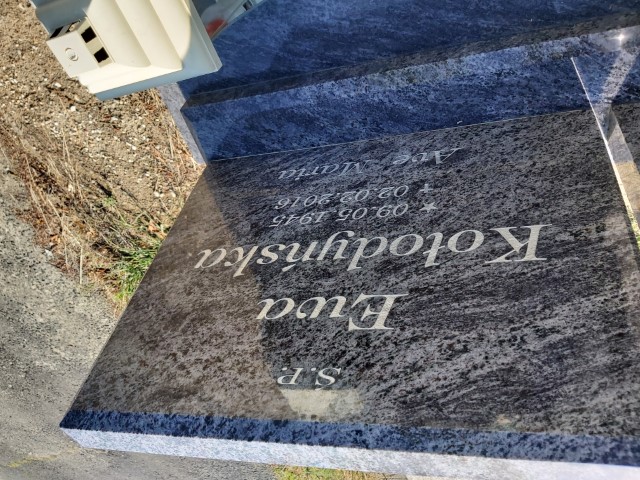 S.P.
Ewa
Kołodyńska
* 09.05.1945
+ 02.02.2016
Ave Maria